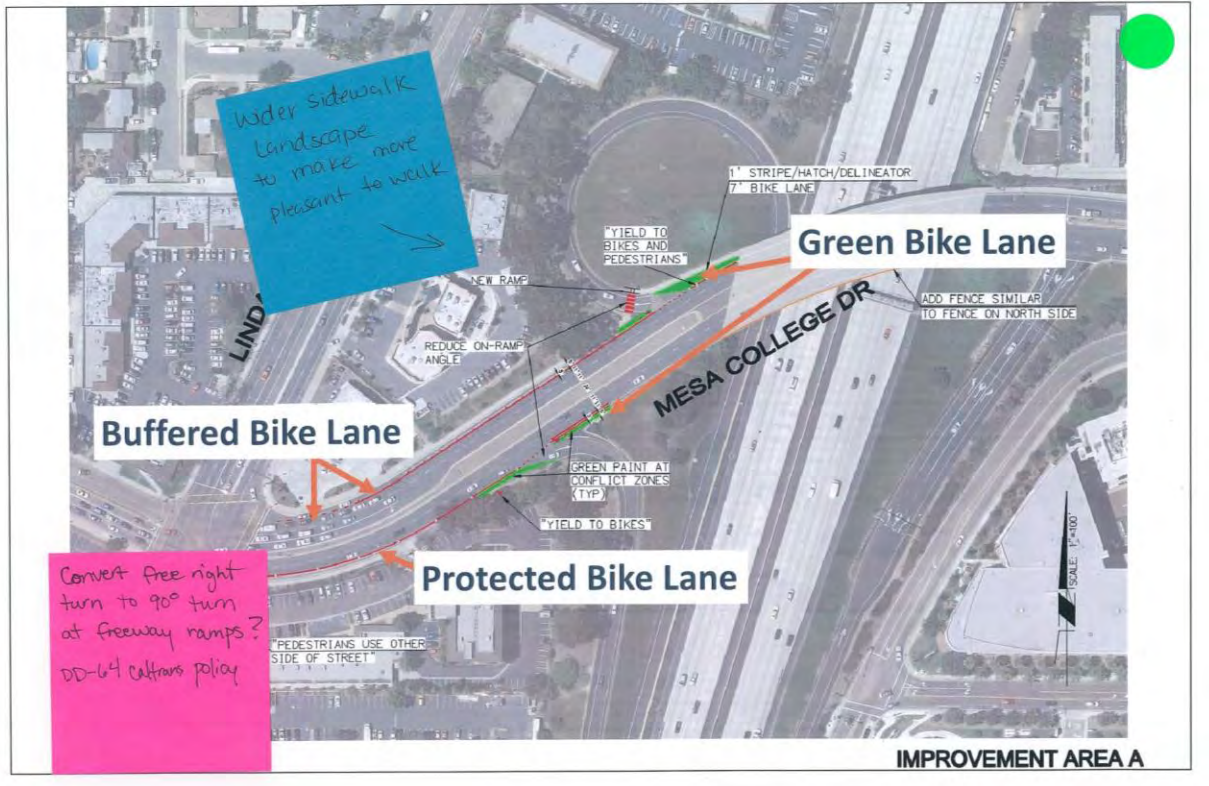 Wider sidewalk
Landscape
to make more
pleasant to walk
1' STRIPE/HATCH/DELINEATOR
7' BIKE LANE
"YIELD TO
BIKES AND
PEDESTRIANS"
Green Bike Lane
NEW RAMP
ADD FENCE SIMILAR
TO FENCE ON NORTH SIDE
LINDA
REDUCE ON-RAMP
ANGLE
MESA COLLEGE DR
Buffered Bike Lane
GREEN PAINT AT
CONFLICT ZONES
(TYP)
"YIELD TO BIKES"
SCALE: 1"=100'
Protected Bike Lane
Convert free right
turn to 90° turn
at freeway ramps?
DD-64 caltrans policy
"PEDESTRIANS USE OTHER
SIDE OF STREET"
IMPROVEMENT AREA A